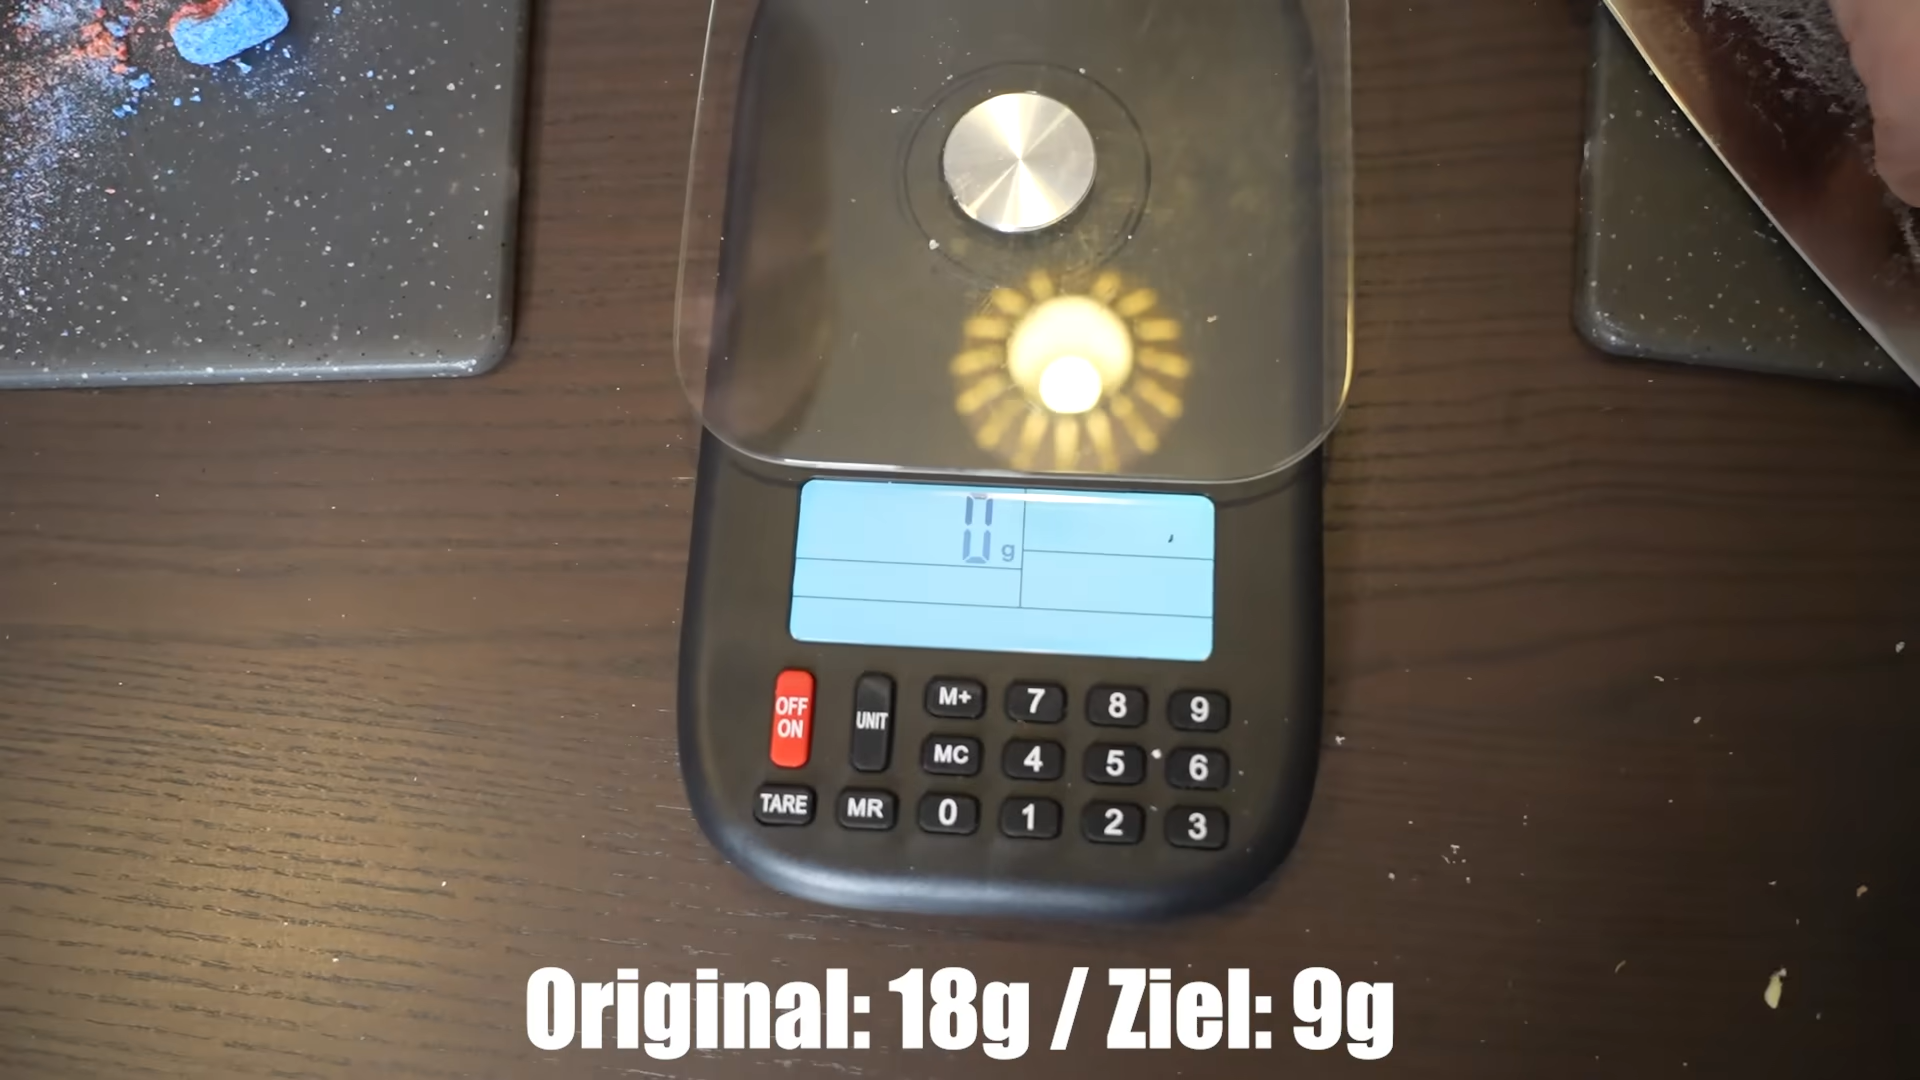 0 g
OFF
ON
UNIT
M+ 7 8 9
MC 4 5 6
TARE MR 0 1 2 3
Original: 18g / Ziel: 9g